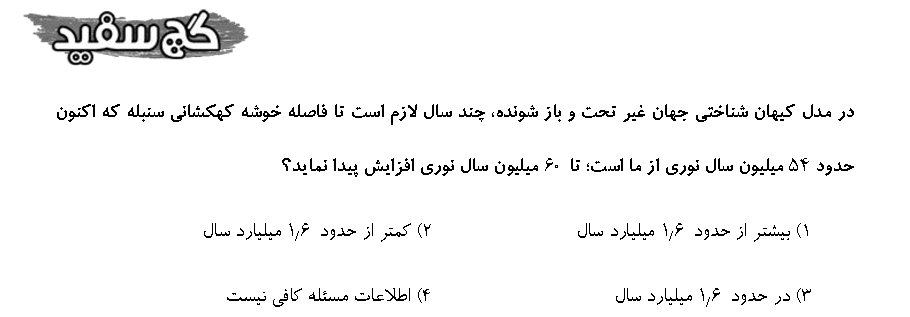 گچ سفید
در مدل کیهان شناختی جهان غیر تحت و باز شونده، چند سال لازم است تا فاصله خوشه کهکشانی سنبله که اکنون
حدود ۵۴ میلیون سال نوری از ما است؛ تا ۶۰ میلیون سال نوری افزایش پیدا نماید؟
۱) بیشتر از حدود ۱٫۶ میلیارد سال ۲) کمتر از حدود ۱٫۶ میلیارد سال
۳) در حدود ۱٫۶ میلیارد سال ۴) اطلاعات مسئله کافی نیست